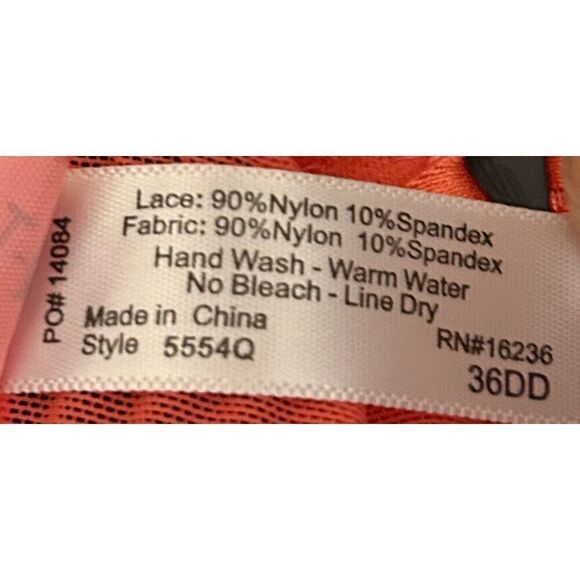 Lace: 90%Nylon 10%Spandex
Fabric: 90%Nylon 10%Spandex
Hand Wash - Warm Water
No Bleach - Line Dry
Made in China
RN#16236
Style 5554Q
36DD
PO# 14084